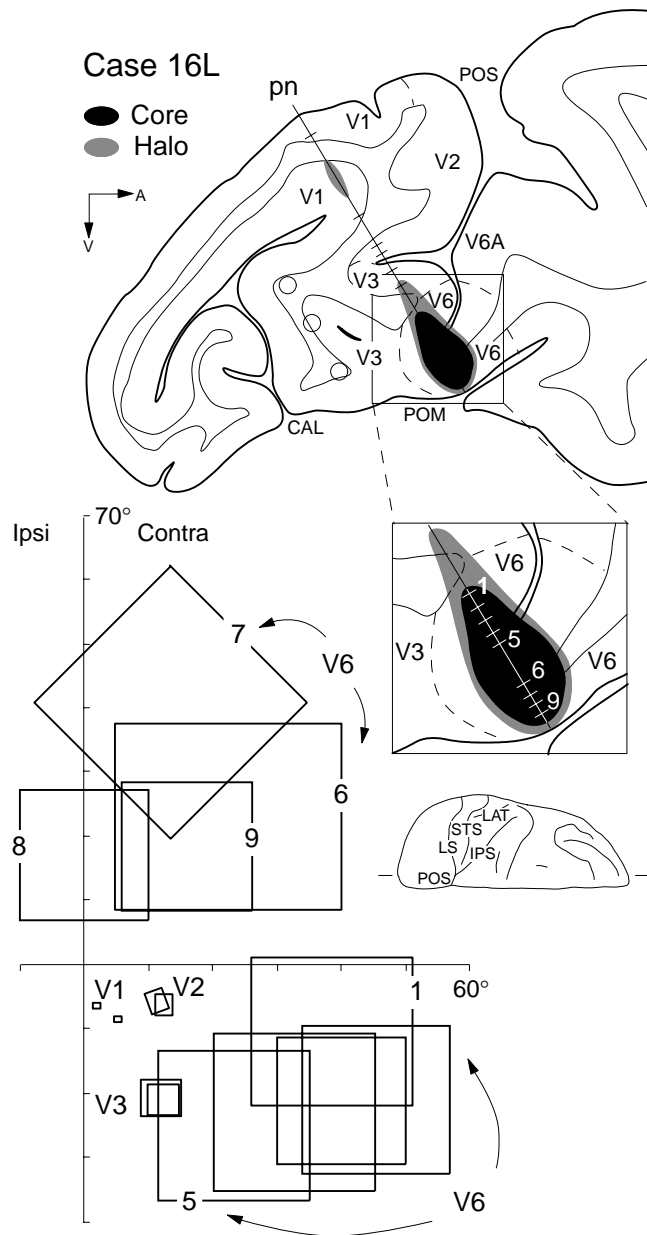 Case 16L
Core
Halo
A
V
pn
POS
V1
V2
V1
V6A
V3
V6
V3
V6
CAL
POM
70°
Ipsi
Contra
7
V6
6
8
9
V6
1
V3
5
6
V6
9
LAT
STS
LS
IPS
POS
V1
V2
1
60°
V3
5
V6